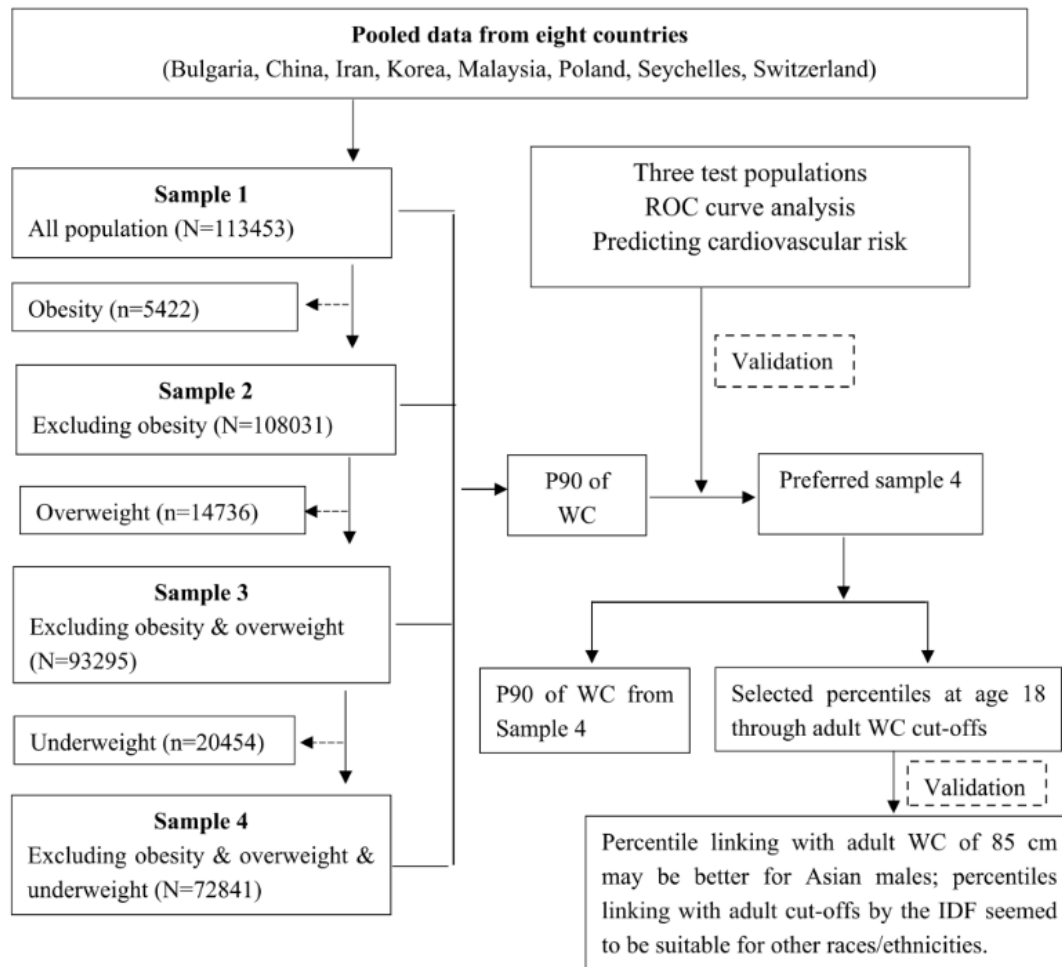 Pooled data from eight countries
(Bulgaria, China, Iran, Korea, Malaysia, Poland, Seychelles, Switzerland)
Sample 1
All population (N=113453)
Obesity (n=5422)
Sample 2
Excluding obesity (N=108031)
Overweight (n=14736)
Sample 3
Excluding obesity & overweight
(N=93295)
Underweight (n=20454)
Sample 4
Excluding obesity & overweight &
underweight (N=72841)
Three test populations
ROC curve analysis
Predicting cardiovascular risk
Validation
P90 of
WC
Preferred sample 4
P90 of WC from
Sample 4
Selected percentiles at age 18
through adult WC cut-offs
Validation
Percentile linking with adult WC of 85 cm
may be better for Asian males; percentiles
linking with adult cut-offs by the IDF seemed
to be suitable for other races/ethnicities.